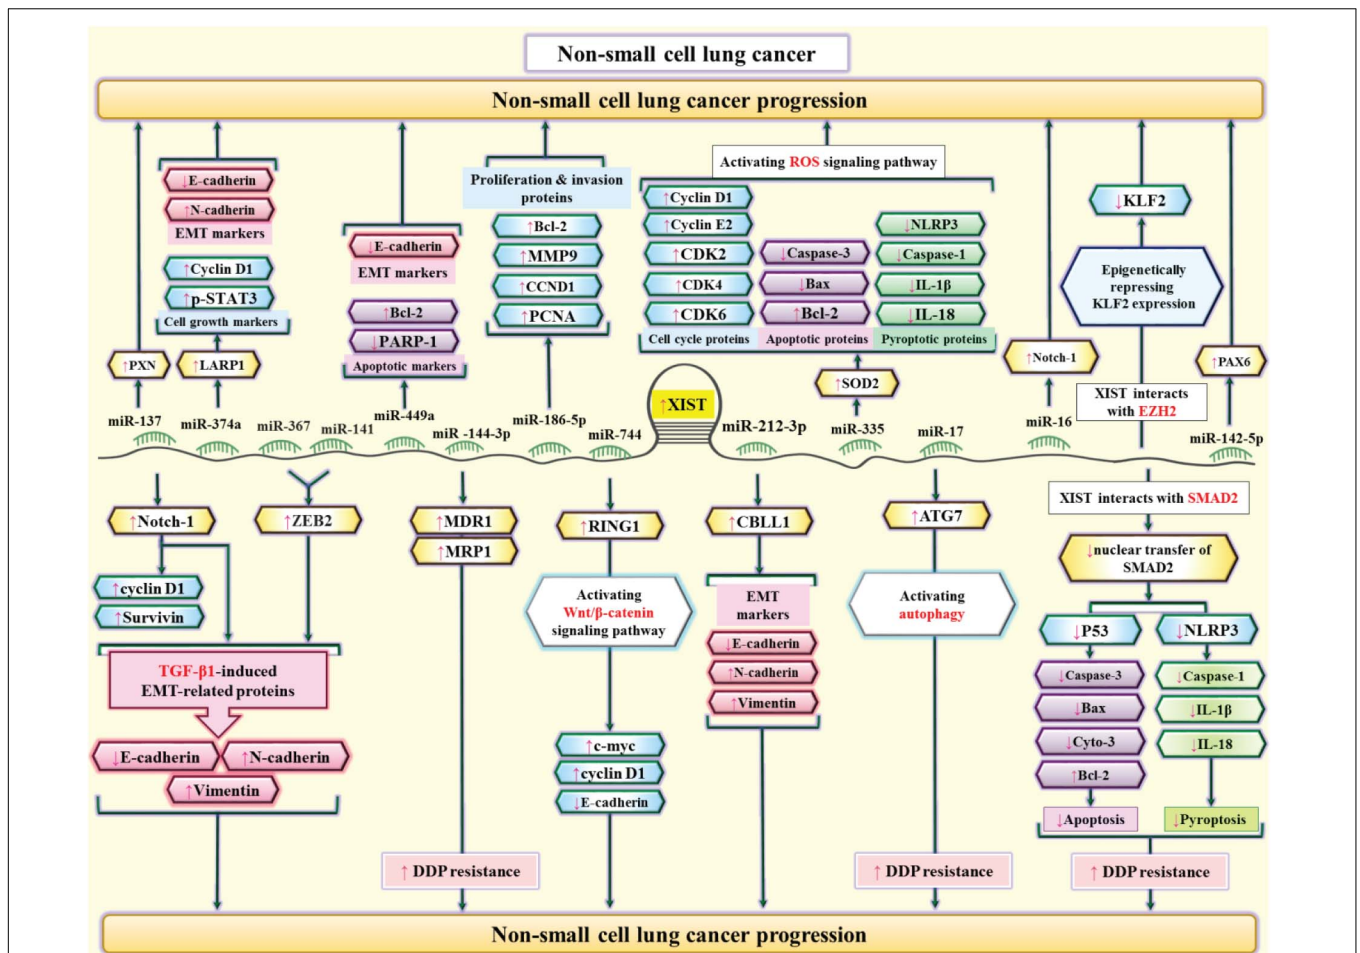 Non-small cell lung cancer
Non-small cell lung cancer progression
↓E-cadherin
↑N-cadherin
EMT markers
↑Cyclin D1
↑p-STAT3
Cell growth markers
↑PXN
↑LARP1
↓E-cadherin
EMT markers
↑Bcl-2
↓PARP-1
Apoptotic markers
Proliferation & invasion
proteins
↑Bcl-2
↑MMP9
↑CCND1
↑PCNA
Activating ROS signaling pathway
↑Cyclin D1
↑Cyclin E2
↑CDK2
↑CDK4
↑CDK6
Cell cycle proteins
↓Caspase-3
↓Bax
↑Bcl-2
Apoptotic proteins
↓NLRP3
↓Caspase-1
↓IL-1β
↓IL-18
Pyroptotic proteins
↑SOD2
↑Notch-1
↓KLF2
Epigenetically
repressing
KLF2 expression
XIST interacts
with EZH2
↑PAX6
miR-137
miR-374a
miR-367
miR-141
miR-449a
miR -144-3p
miR-186-5p
miR-744
↑XIST
miR-212-3p
miR-335
miR-17
miR-16
miR-142-5p
↑Notch-1
↑cyclin D1
↑Survivin
↑ZEB2
TGF-β1-induced
EMT-related proteins
↓E-cadherin
↑N-cadherin
↑Vimentin
↑MDR1
↑MRP1
↑ DDP resistance
↑RING1
Activating
Wnt/β-catenin
signaling pathway
↑c-myc
↑cyclin D1
↓E-cadherin
↑CBLL1
EMT
markers
↓E-cadherin
↑N-cadherin
↑Vimentin
↑ATG7
Activating
autophagy
↑ DDP resistance
XIST interacts with SMAD2
↓nuclear transfer of
SMAD2
↓P53
↓Caspase-3
↓Bax
↓Cyto-3
↑Bcl-2
↓Apoptosis
↓NLRP3
↓Caspase-1
↓IL-1β
↓IL-18
↓Pyroptosis
↑ DDP resistance
Non-small cell lung cancer progression